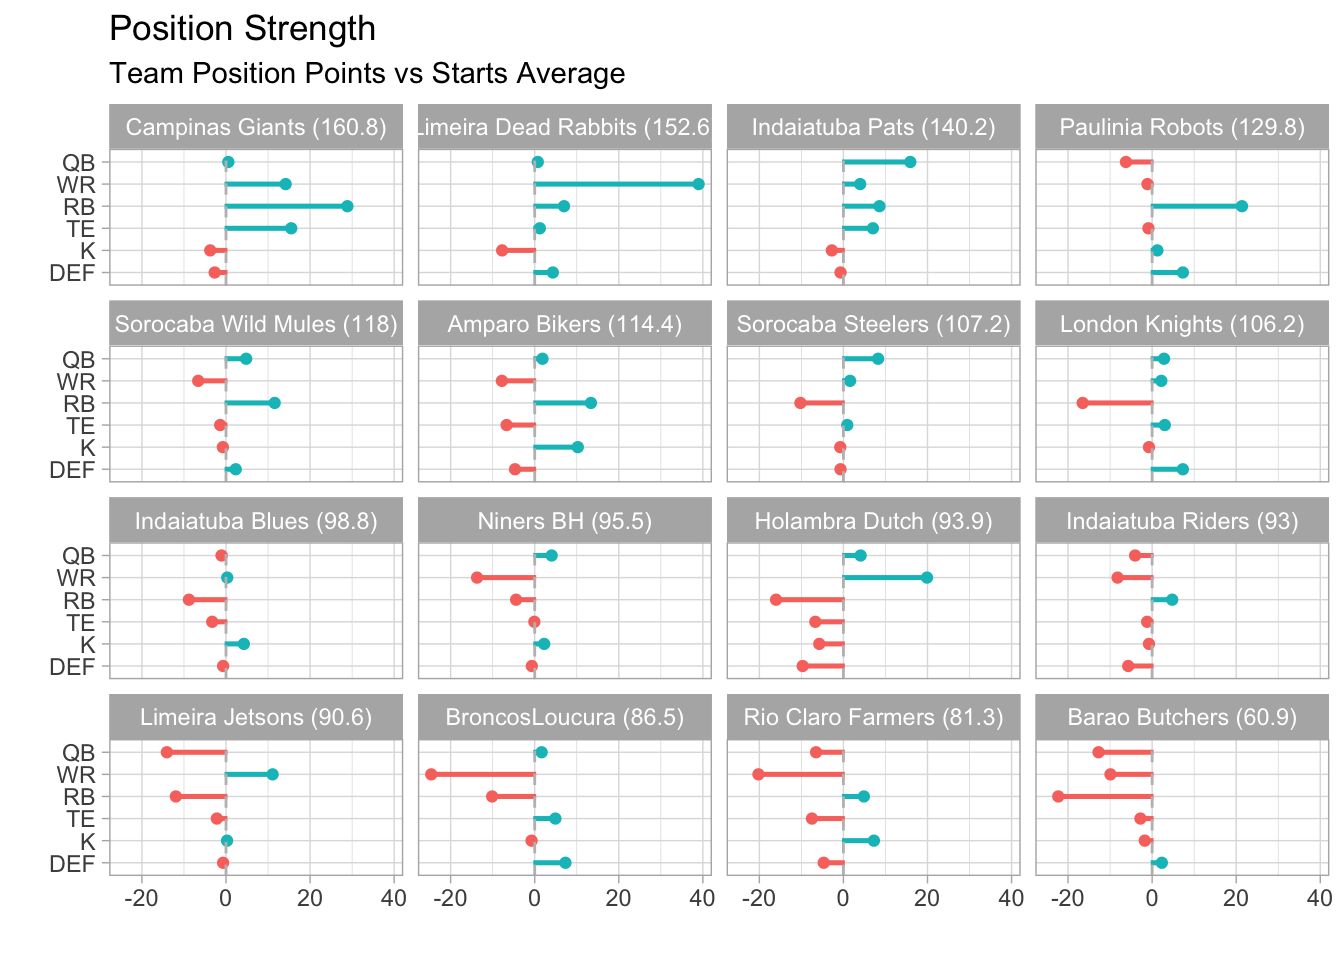 Position Strength
Team Position Points vs Starts Average
Campinas Giants (160.8) Limeira Dead Rabbits (152.6 Indaiatuba Pats (140.2) Paulinia Robots (129.8)
QB
WR
RB
TE
K
DEF
Sorocaba Wild Mules (118) Amparo Bikers (114.4) Sorocaba Steelers (107.2) London Knights (106.2)
QB
WR
RB
TE
K
DEF
Indaiatuba Blues (98.8) Niners BH (95.5) Holambra Dutch (93.9) Indaiatuba Riders (93)
QB
WR
RB
TE
K
DEF
Limeira Jetsons (90.6) BroncosLoucura (86.5) Rio Claro Farmers (81.3) Barao Butchers (60.9)
QB
WR
RB
TE
K
DEF
-20 0 20 40 -20 0 20 40 -20 0 20 40 -20 0 20 40